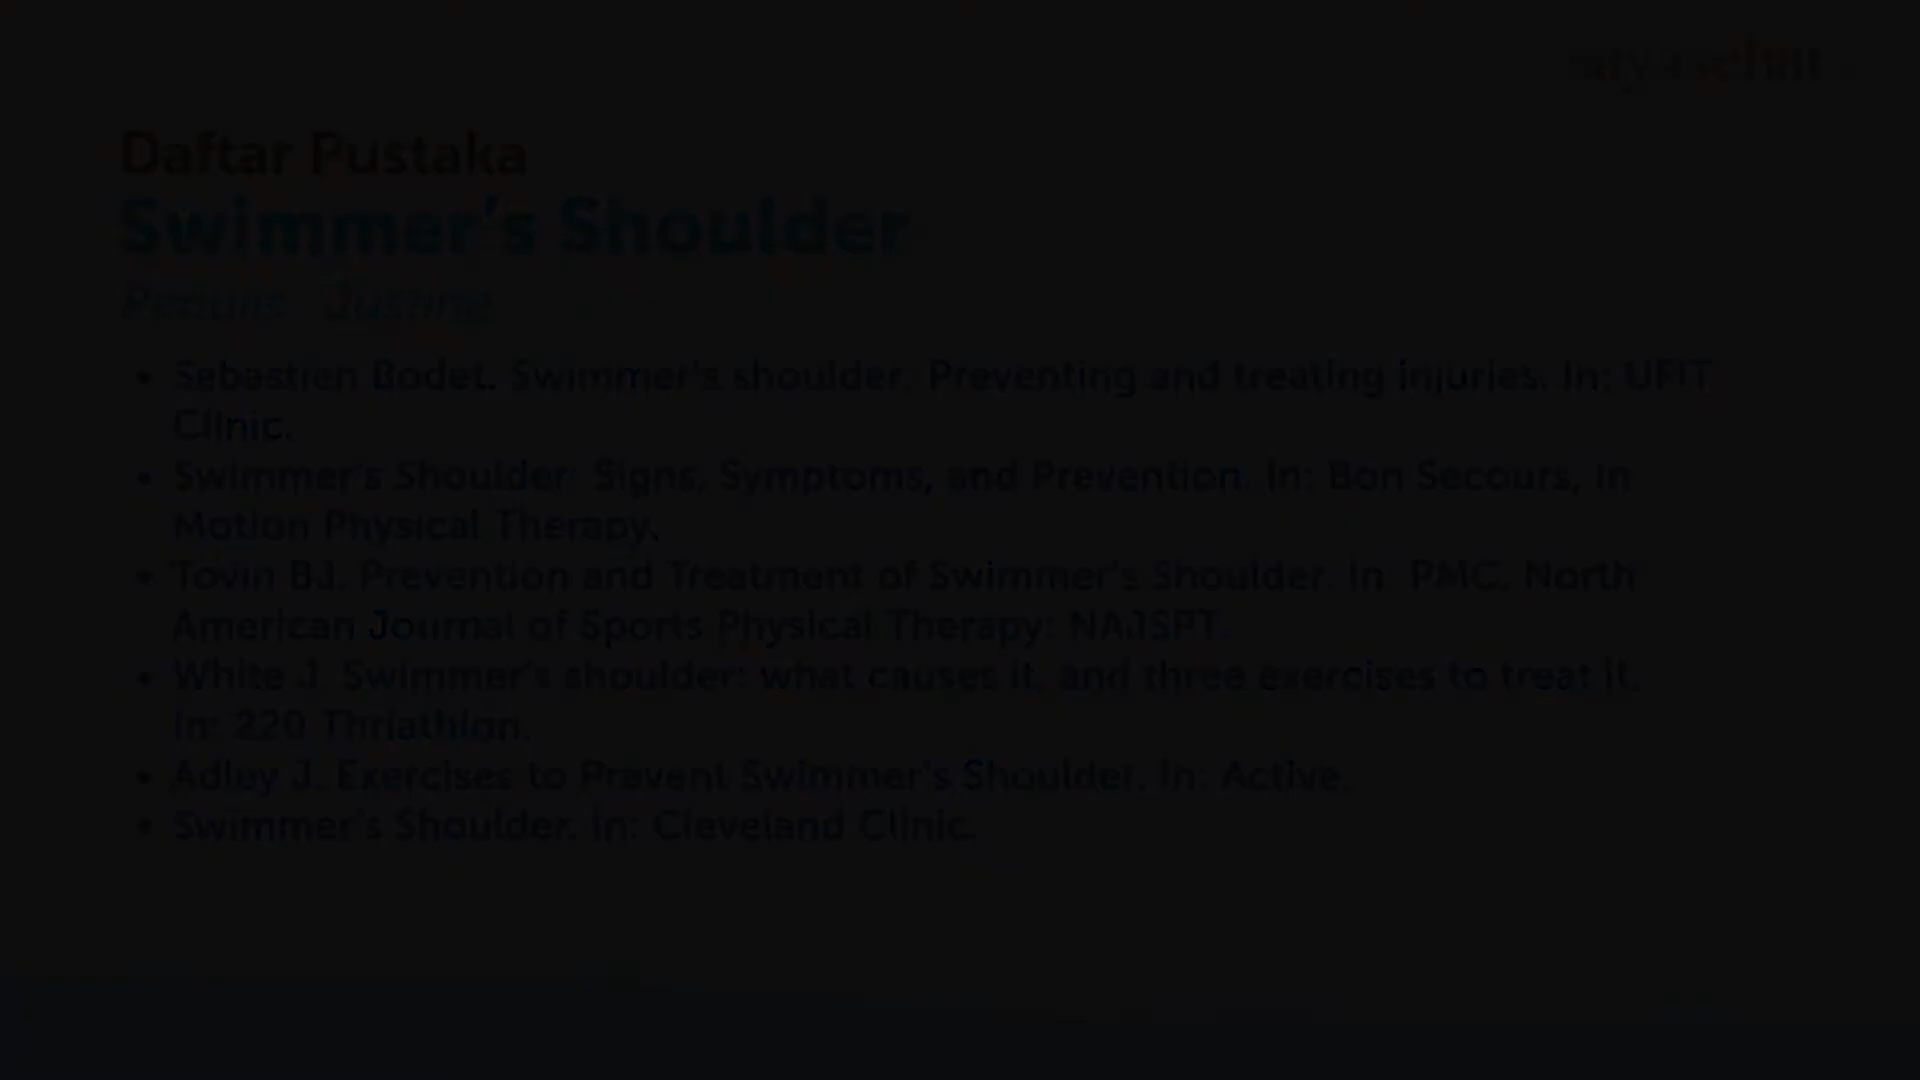 Daftar Pustaka
Swimmer's Shoulder
Penulis Justine
• Sebastien Bodet. Swimmer's shoulder: Preventing and treating injuries. In: UFIT
Clinic.
• Swimmer's Shoulder: Signs, Symptoms, and Prevention. In: Bon Secours, In
Motion Physical Therapy.
• Tovin BJ. Prevention and Treatment of Swimmer's Shoulder. In: PMC, North
American Journal of Sports Physical Therapy: NAJSPT.
• White J. Swimmer's shoulder: what causes it, and three exercises to treat it.
In: 220 Thriathlon.
• Adley J. Exercises to Prevent Swimmer's Shoulder. In: Active.
• Swimmer's Shoulder. In: Cleveland Clinic.